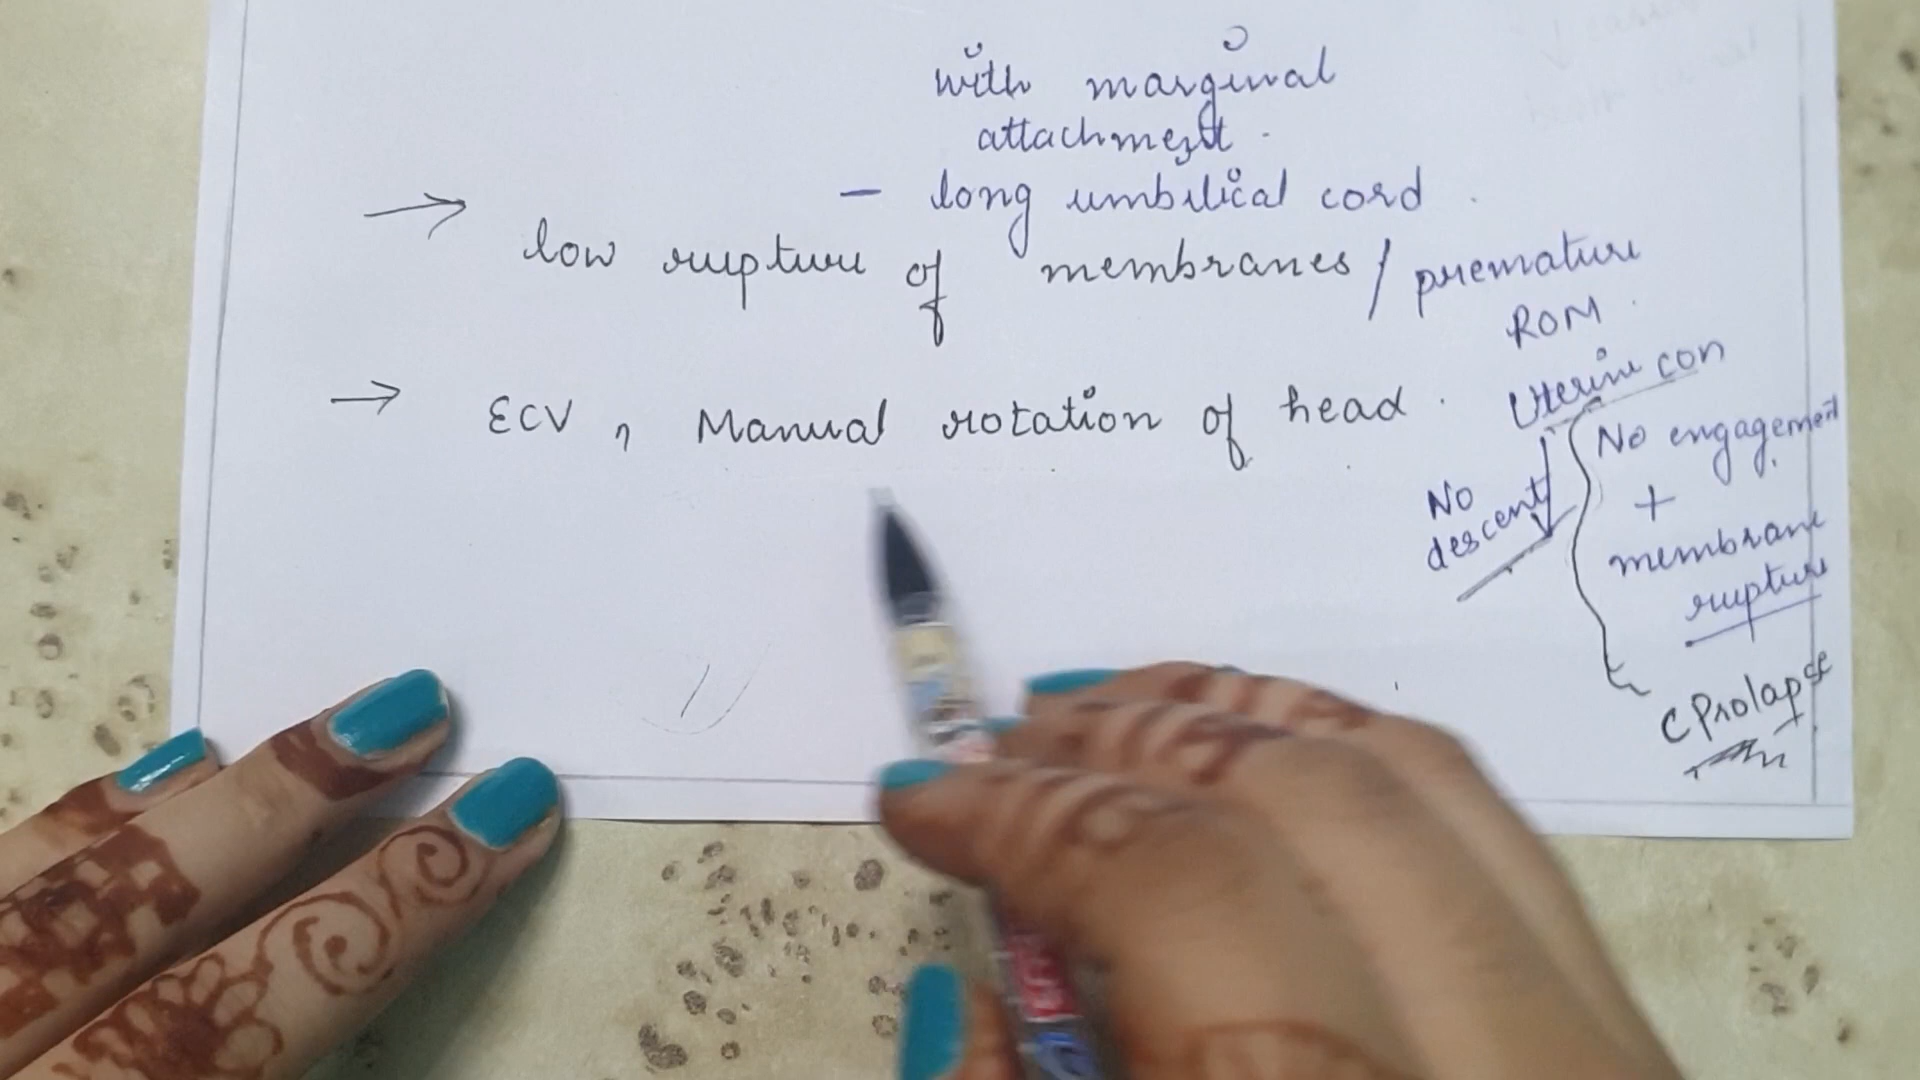 with marginal
attachment.
- long umbilical cord.
→ low rupture of membranes / premature
ROM.
→ ECV, Manual rotation of head.
Uterine con
No descent
No engagement
+
membrane
rupture
C Prolapse